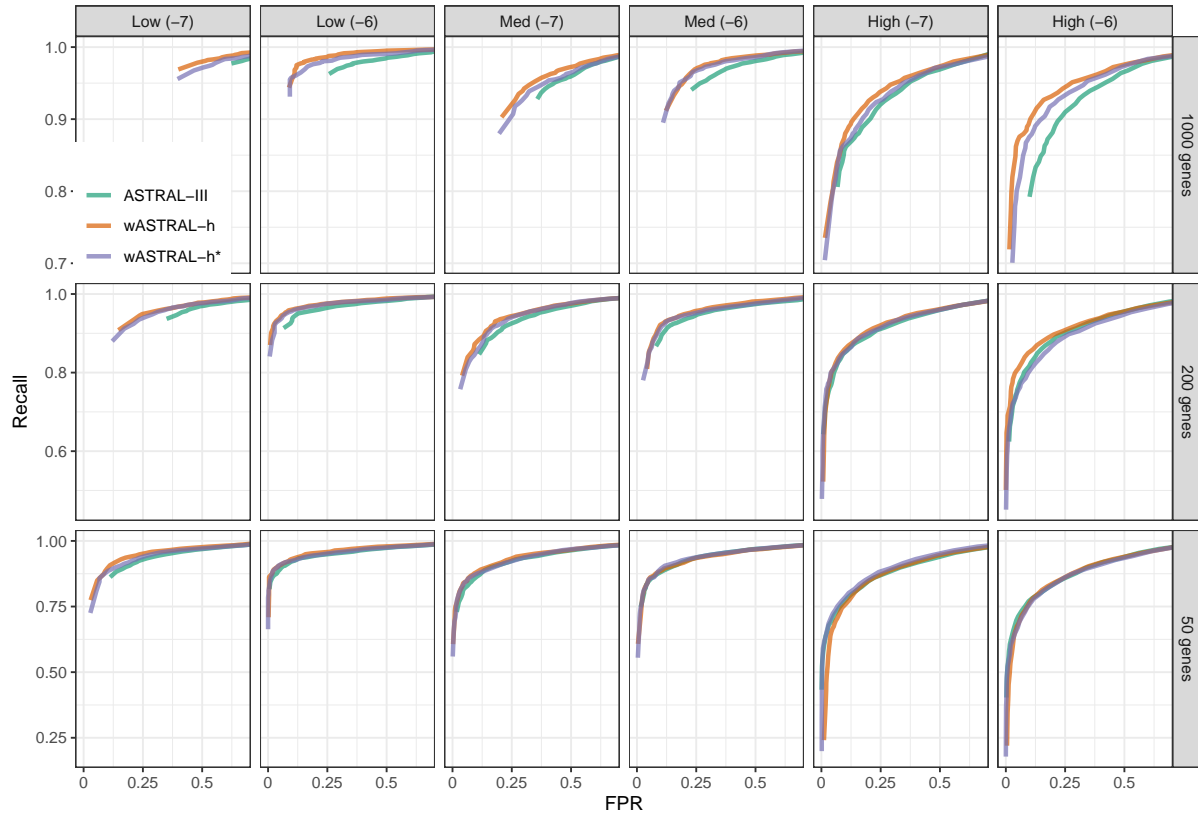 Low (−7) Low (−6) Med (−7) Med (−6) High (−7) High (−6)
1.0
0.9
0.8
0.7
1000 genes
ASTRAL−III
wASTRAL−h
wASTRAL−h*
1.0
0.8
0.6
200 genes
Recall
1.00
0.75
0.50
0.25
50 genes
0 0.25 0.5 0 0.25 0.5 0 0.25 0.5 0 0.25 0.5 0 0.25 0.5 0 0.25 0.5
FPR